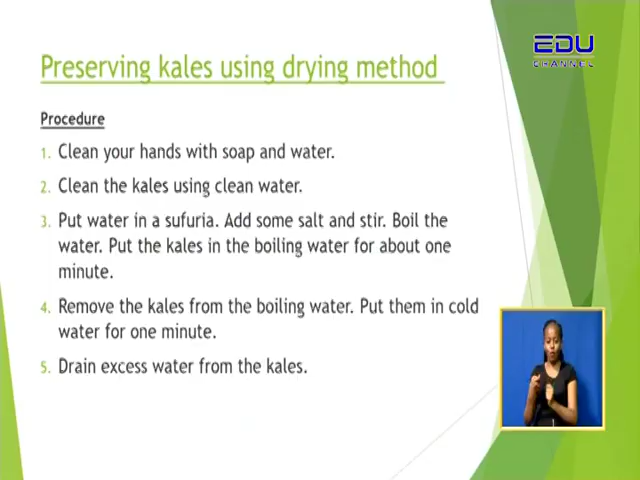 Preserving kales using drying method
EDU
CHANNEL
Procedure
1. Clean your hands with soap and water.
2. Clean the kales using clean water.
3. Put water in a sufuria. Add some salt and stir. Boil the
water. Put the kales in the boiling water for about one
minute.
4. Remove the kales from the boiling water. Put them in cold
water for one minute.
5. Drain excess water from the kales.